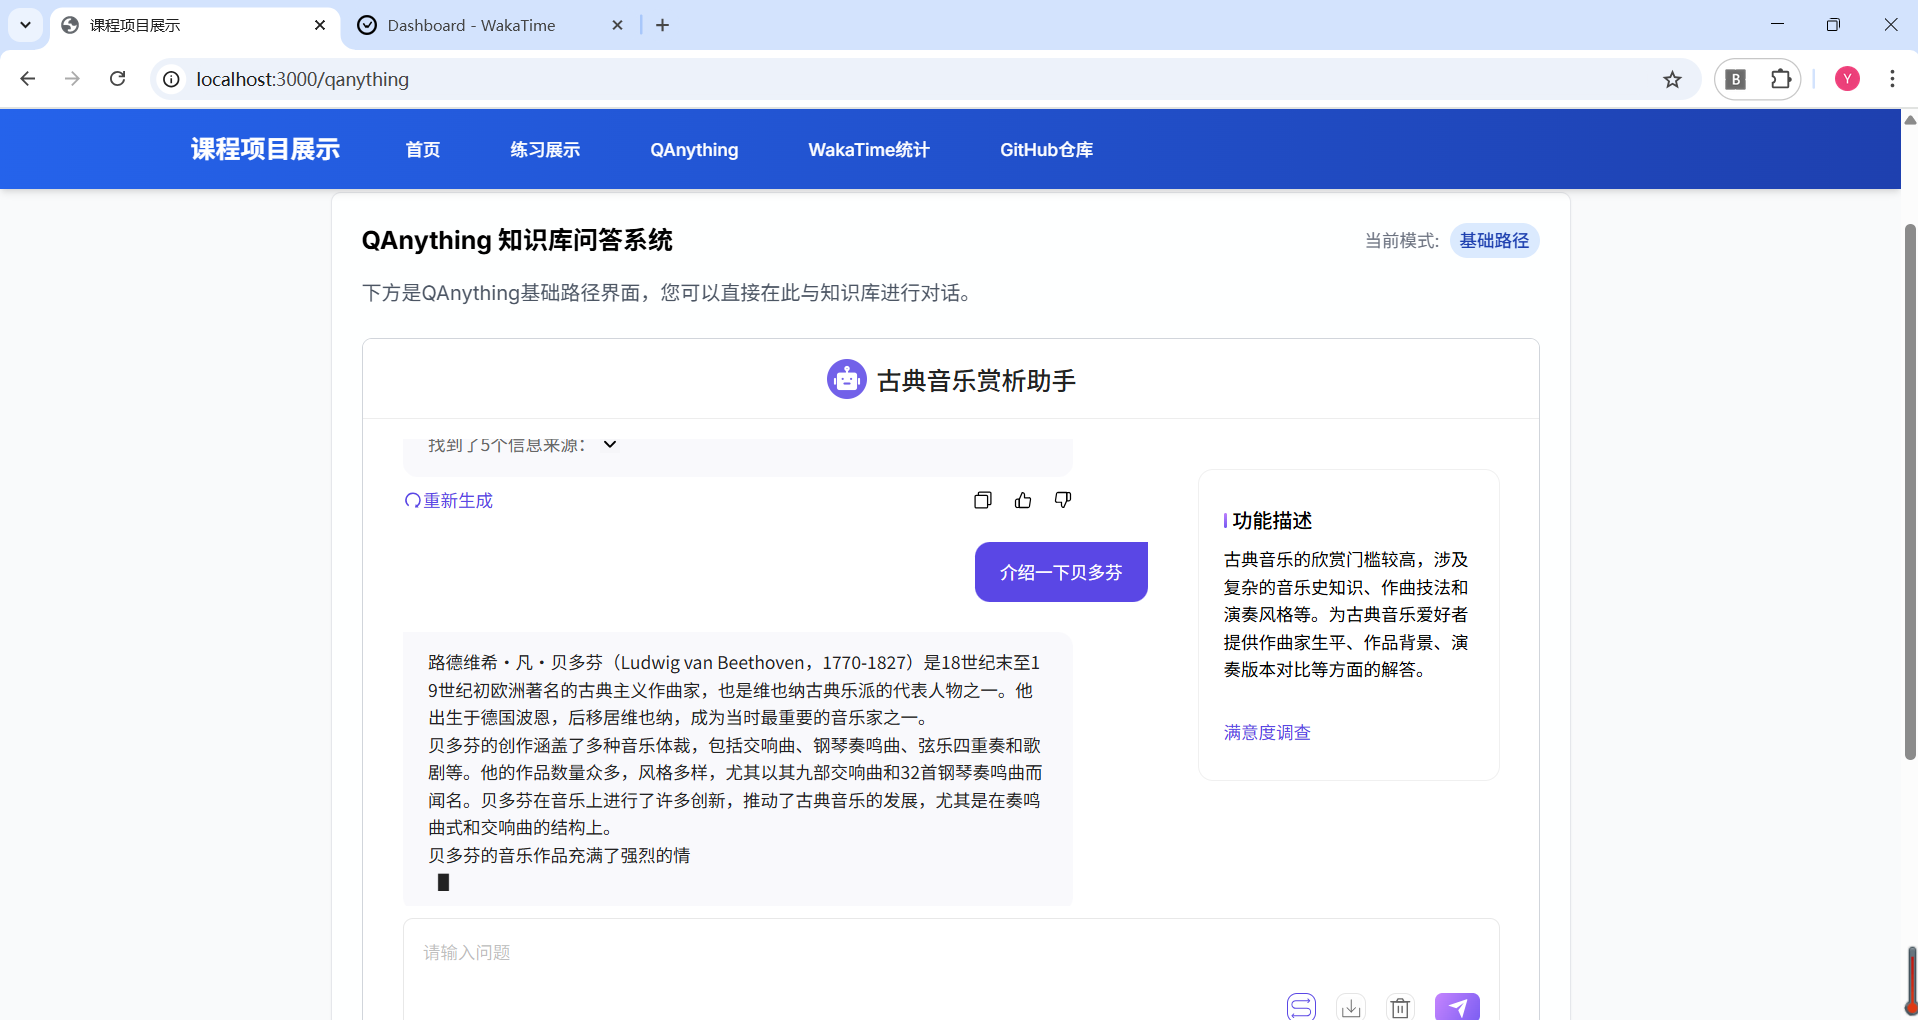 课程项目展示
Dashboard - WakaTime
localhost:3000/qanything
B
Y
课程项目展示
首页
练习展示
QAnything
WakaTime统计
GitHub仓库
QAnything 知识库问答系统
当前模式:
基础路径
下方是QAnything基础路径界面，您可以直接在此与知识库进行对话。
古典音乐赏析助手
找到了5个信息来源：
重新生成
介绍一下贝多芬
路德维希·凡·贝多芬（Ludwig van Beethoven，1770-1827）是18世纪末至1
9世纪初欧洲著名的古典主义作曲家，也是维也纳古典乐派的代表人物之一。他
出生于德国波恩，后移居维也纳，成为当时最重要的音乐家之一。
贝多芬的创作涵盖了多种音乐体裁，包括交响曲、钢琴奏鸣曲、弦乐四重奏和歌
剧等。他的作品数量众多，风格多样，尤其以其九部交响曲和32首钢琴奏鸣曲而
闻名。贝多芬在音乐上进行了许多创新，推动了古典音乐的发展，尤其是在奏鸣
曲式和交响曲的结构上。
贝多芬的音乐作品充满了强烈的情
功能描述
古典音乐的欣赏门槛较高，涉及
复杂的音乐史知识、作曲技法和
演奏风格等。为古典音乐爱好者
提供作曲家生平、作品背景、演
奏版本对比等方面的解答。
满意度调查
请输入问题